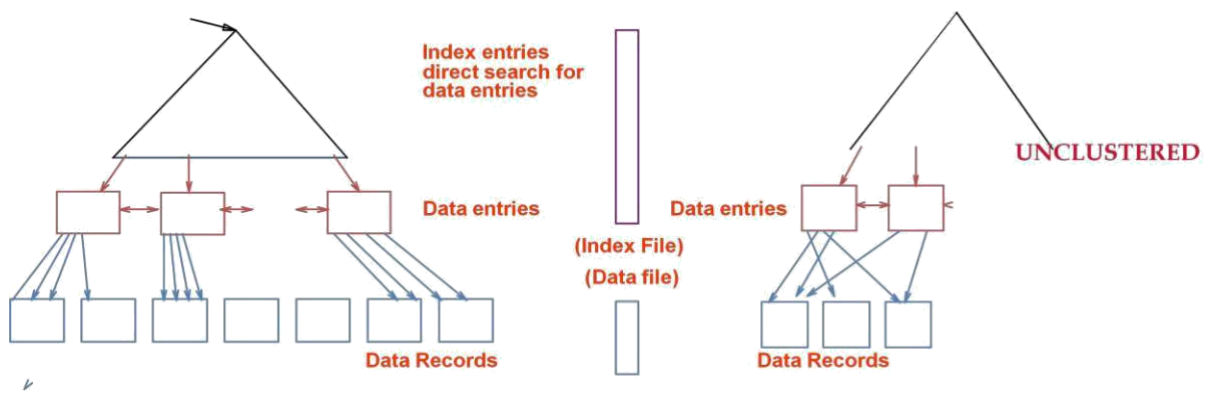 Index entries
direct search for
data entries
UNCLUSTERED
Data entries
Data entries
(Index File)
(Data file)
Data Records
Data Records